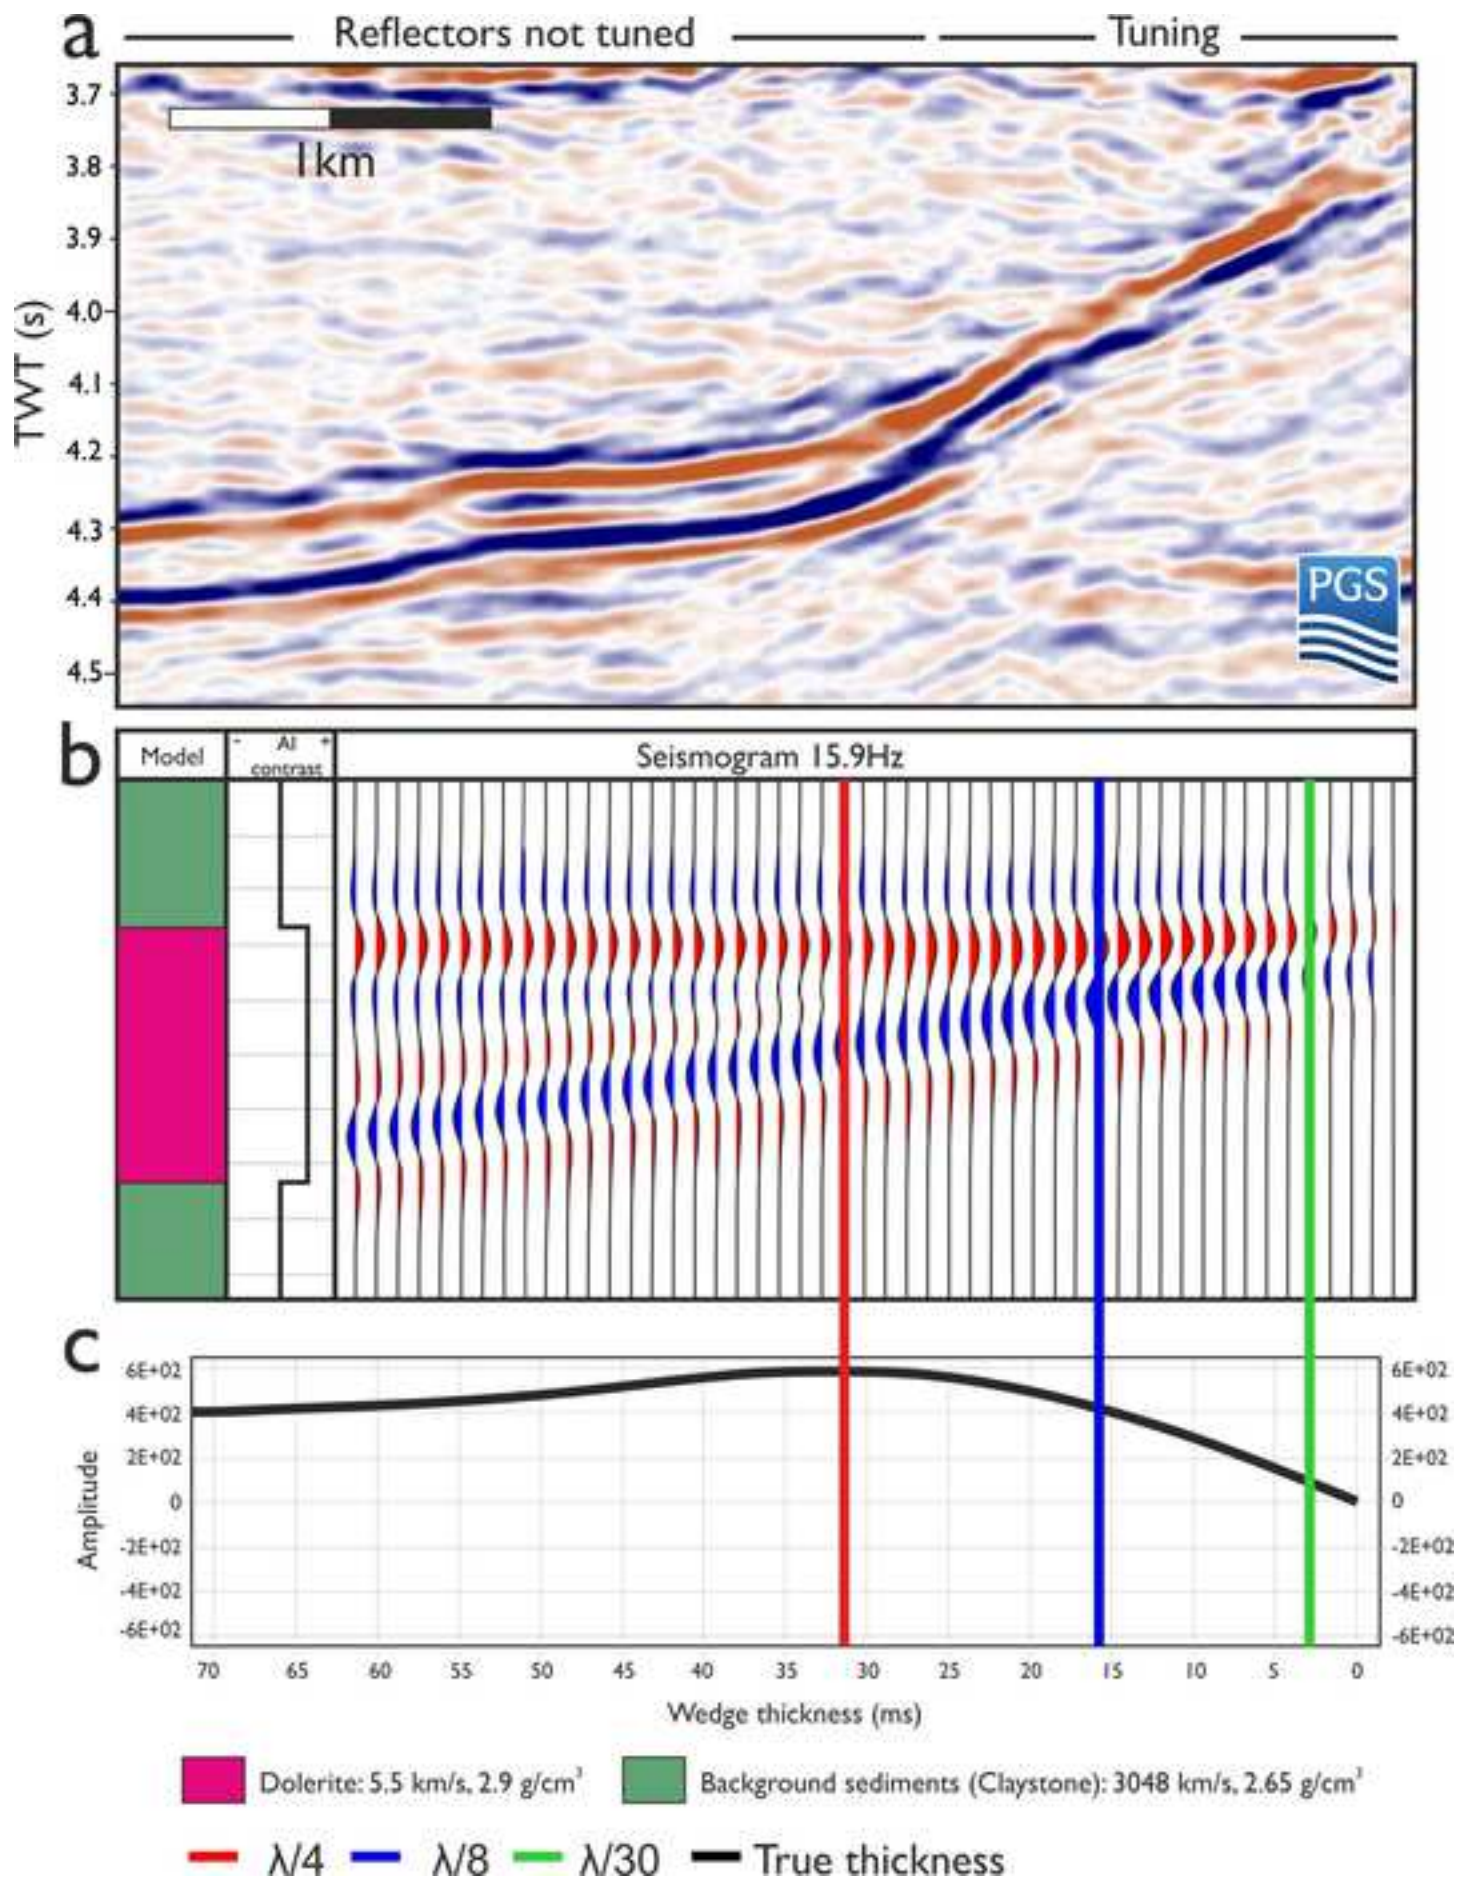 a
Reflectors not tuned
Tuning
1km
TWT (s)
3.7
3.8
3.9
4.0
4.1
4.2
4.3
4.4
4.5
PGS
b
Model
- AI +
contrast
Seismogram 15.9Hz
c
Amplitude
6E+02
4E+02
2E+02
0
-2E+02
-4E+02
-6E+02
6E+02
4E+02
2E+02
0
-2E+02
-4E+02
-6E+02
70 65 60 55 50 45 40 35 30 25 20 15 10 5 0
Wedge thickness (ms)
Dolerite: 5.5 km/s, 2.9 g/cm³
Background sediments (Claystone): 3048 km/s, 2.65 g/cm³
λ/4 λ/8 λ/30 True thickness